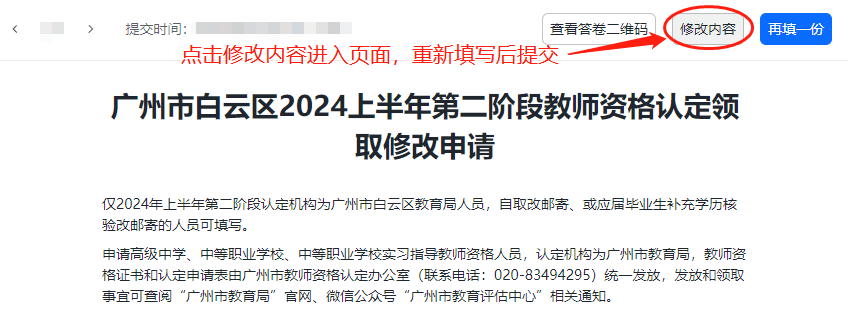 提交时间：
查看答卷二维码
修改内容
再填一份
点击修改内容进入页面，重新填写后提交
广州市白云区2024上半年第二阶段教师资格认定领
取修改申请
仅2024年上半年第二阶段认定机构为广州市白云区教育局人员，自取改邮寄、或应届毕业生补充学历核
验改邮寄的人员可填写。
申请高级中学、中等职业学校、中等职业学校实习指导教师资格人员，认定机构为广州市教育局，教师资
格证书和认定申请表由广州市教师资格认定办公室（联系电话：020-83494295）统一发放，发放和领取
事宜可查阅“广州市教育局”官网、微信公众号“广州市教育评估中心”相关通知。